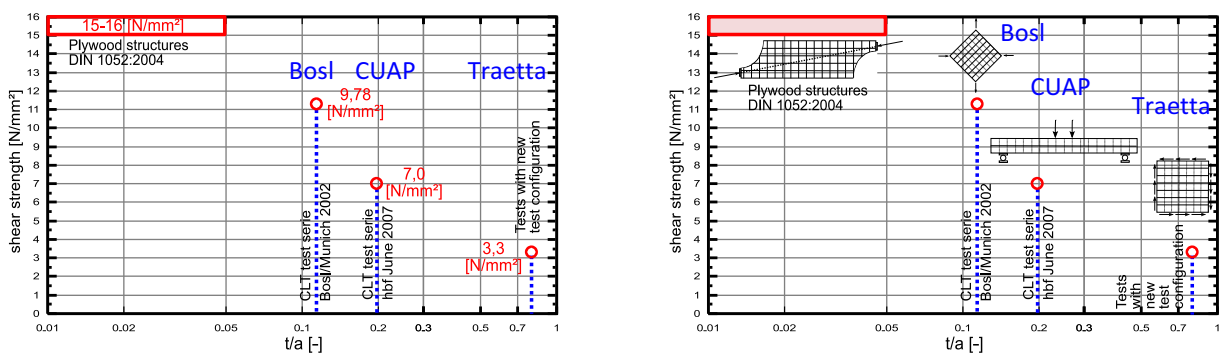 16
15
14
13
12
11
10
9
8
7
6
5
4
3
2
1
0
shear strength [N/mm²]
15-16 [N/mm²]
Plywood structures
DIN 1052:2004
Bosl
CUAP
Traetta
9,78
[N/mm²]
7,0
[N/mm²]
3,3
[N/mm²]
CLT test serie
Bosl/Munich 2002
CLT test serie
hbf June 2007
Tests with new
test configuration
0.01
0.02
0.05
0.1
0.2
0.3
0.5
0.7
1
t/a [-]
16
15
14
13
12
11
10
9
8
7
6
5
4
3
2
1
0
shear strength [N/mm²]
Bosl
Plywood structures
DIN 1052:2004
CUAP
Traetta
CLT test serie
Bosl/Munich 2002
CLT test serie
hbf June 2007
Tests
with
new
test
configuration
0.01
0.02
0.05
0.1
0.2
0.3
0.5
0.7
1
t/a [-]